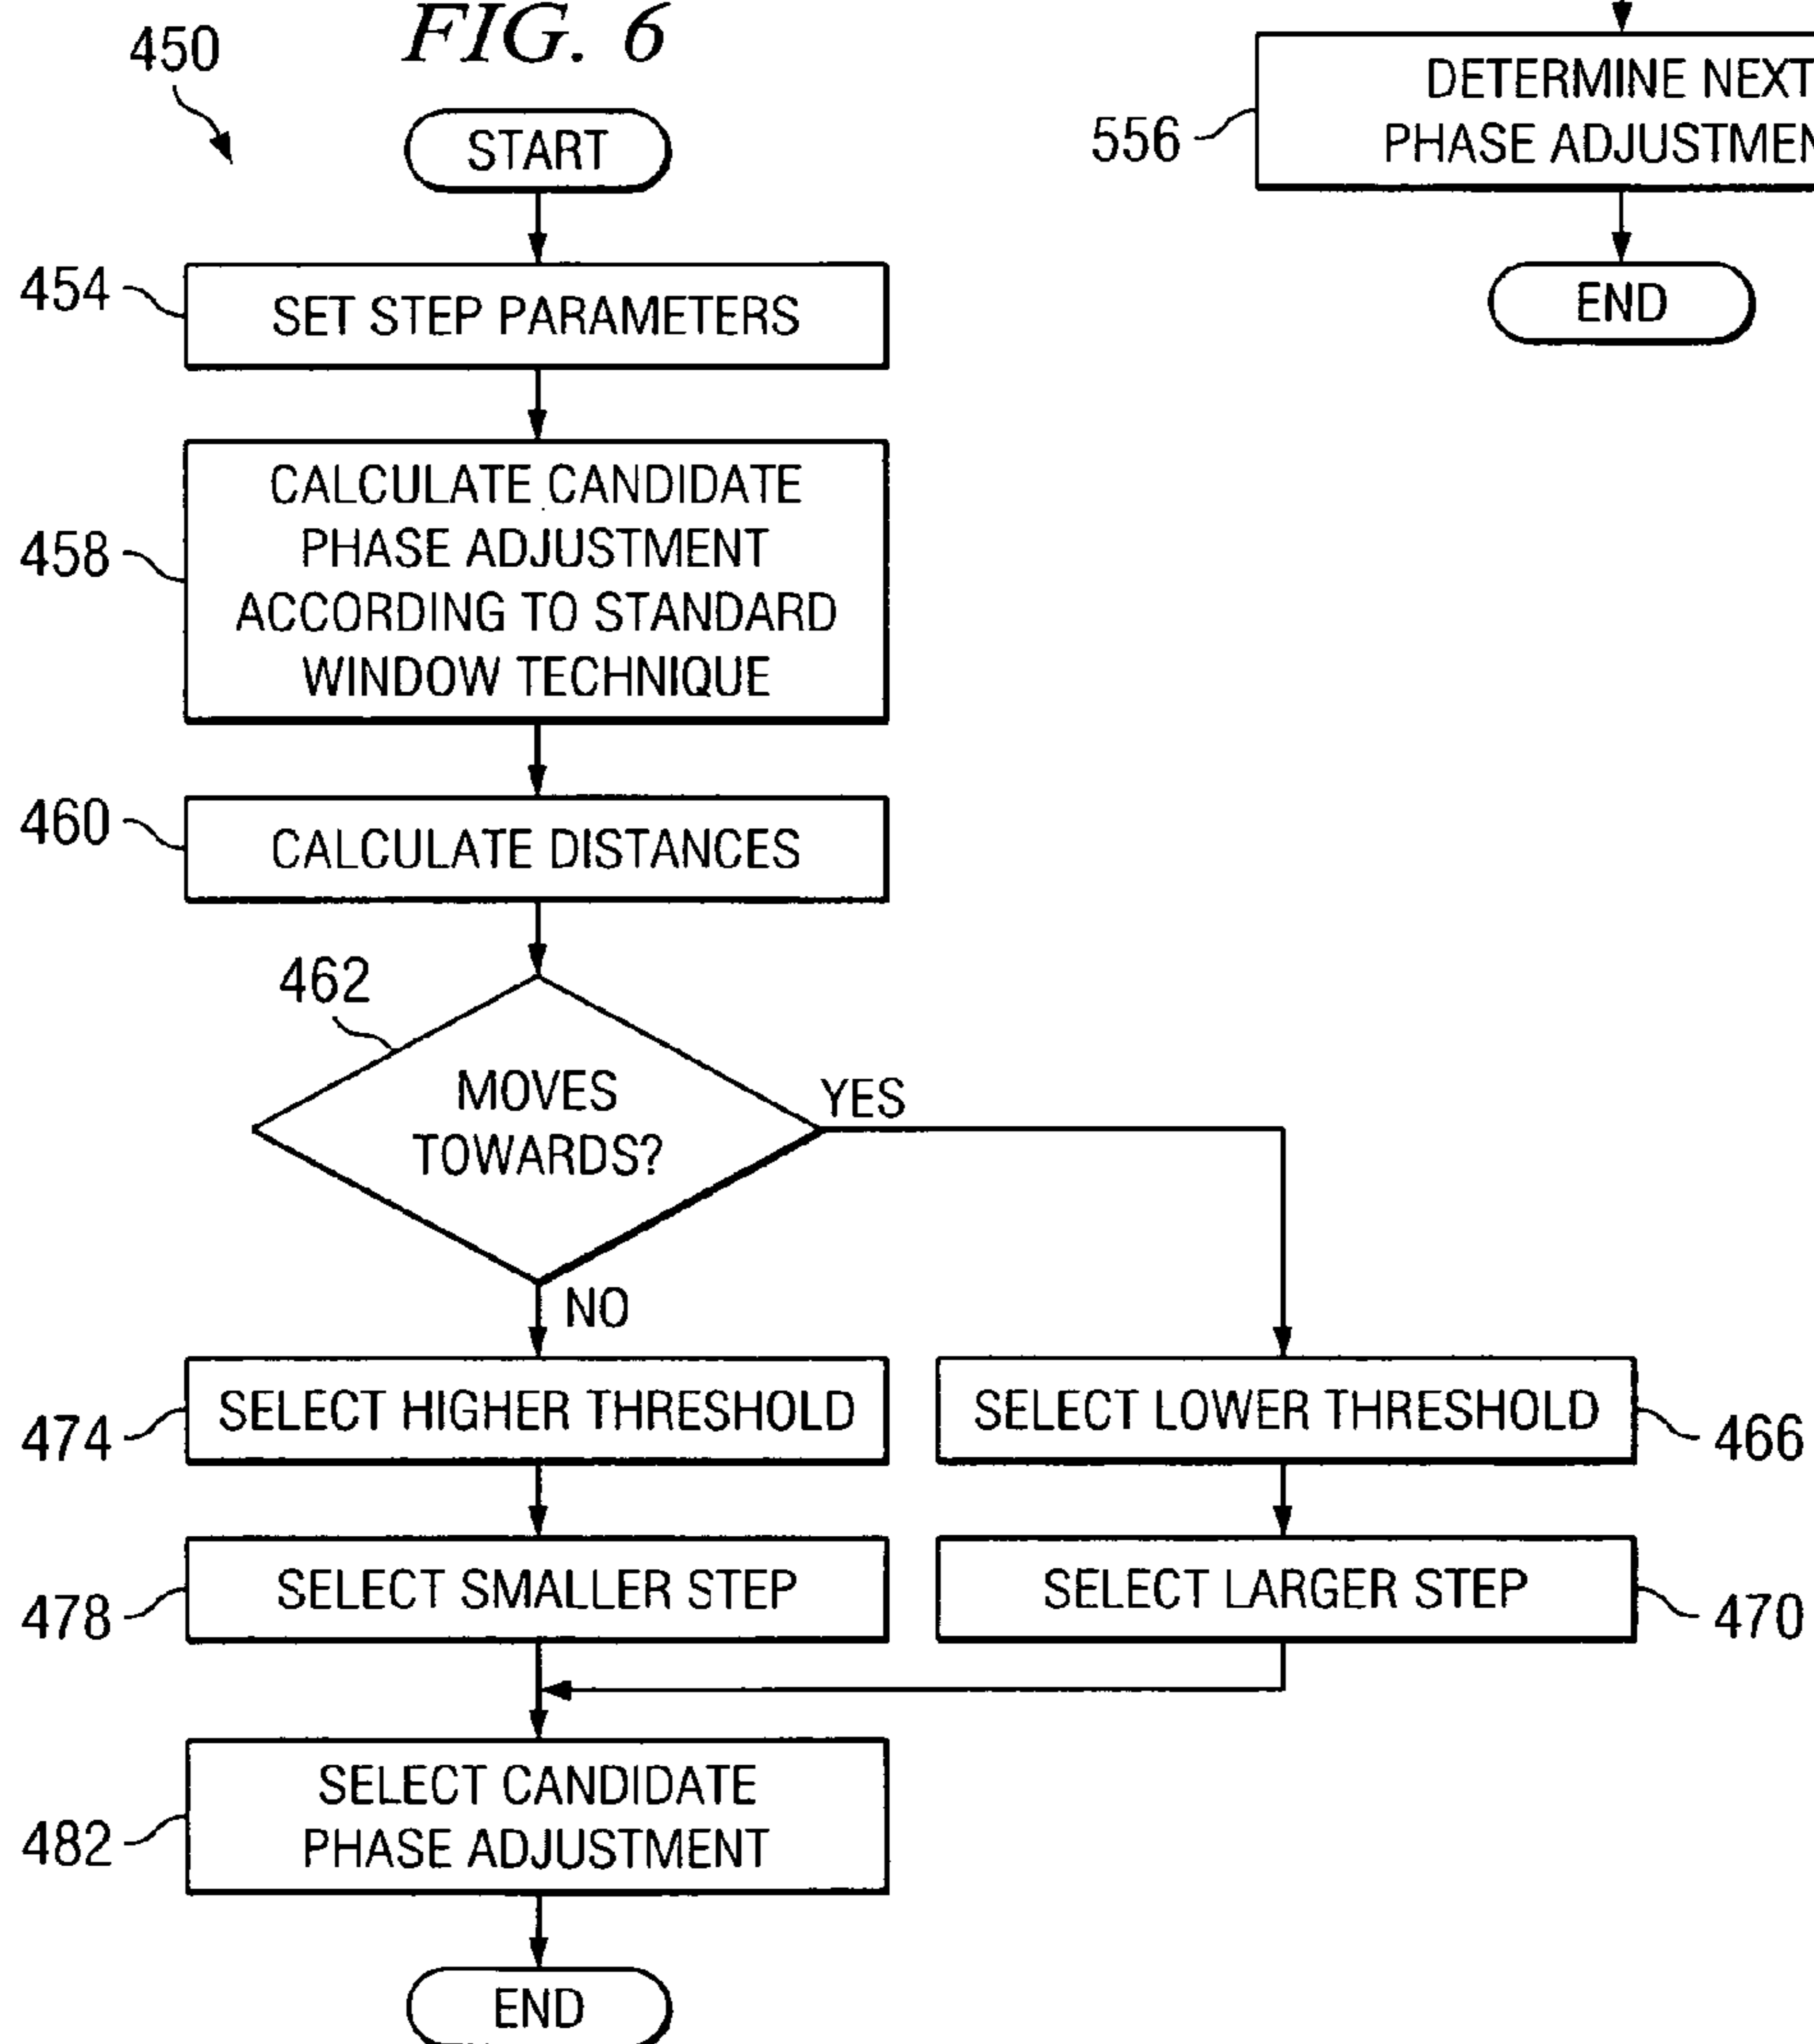 FIG. 6
450
START
454
SET STEP PARAMETERS
458
CALCULATE CANDIDATE
PHASE ADJUSTMENT
ACCORDING TO STANDARD
WINDOW TECHNIQUE
460
CALCULATE DISTANCES
462
MOVES
TOWARDS?
YES
NO
474
SELECT HIGHER THRESHOLD
SELECT LOWER THRESHOLD
466
478
SELECT SMALLER STEP
SELECT LARGER STEP
470
482
SELECT CANDIDATE
PHASE ADJUSTMENT
END
556
DETERMINE NEXT
PHASE ADJUSTMEN
END